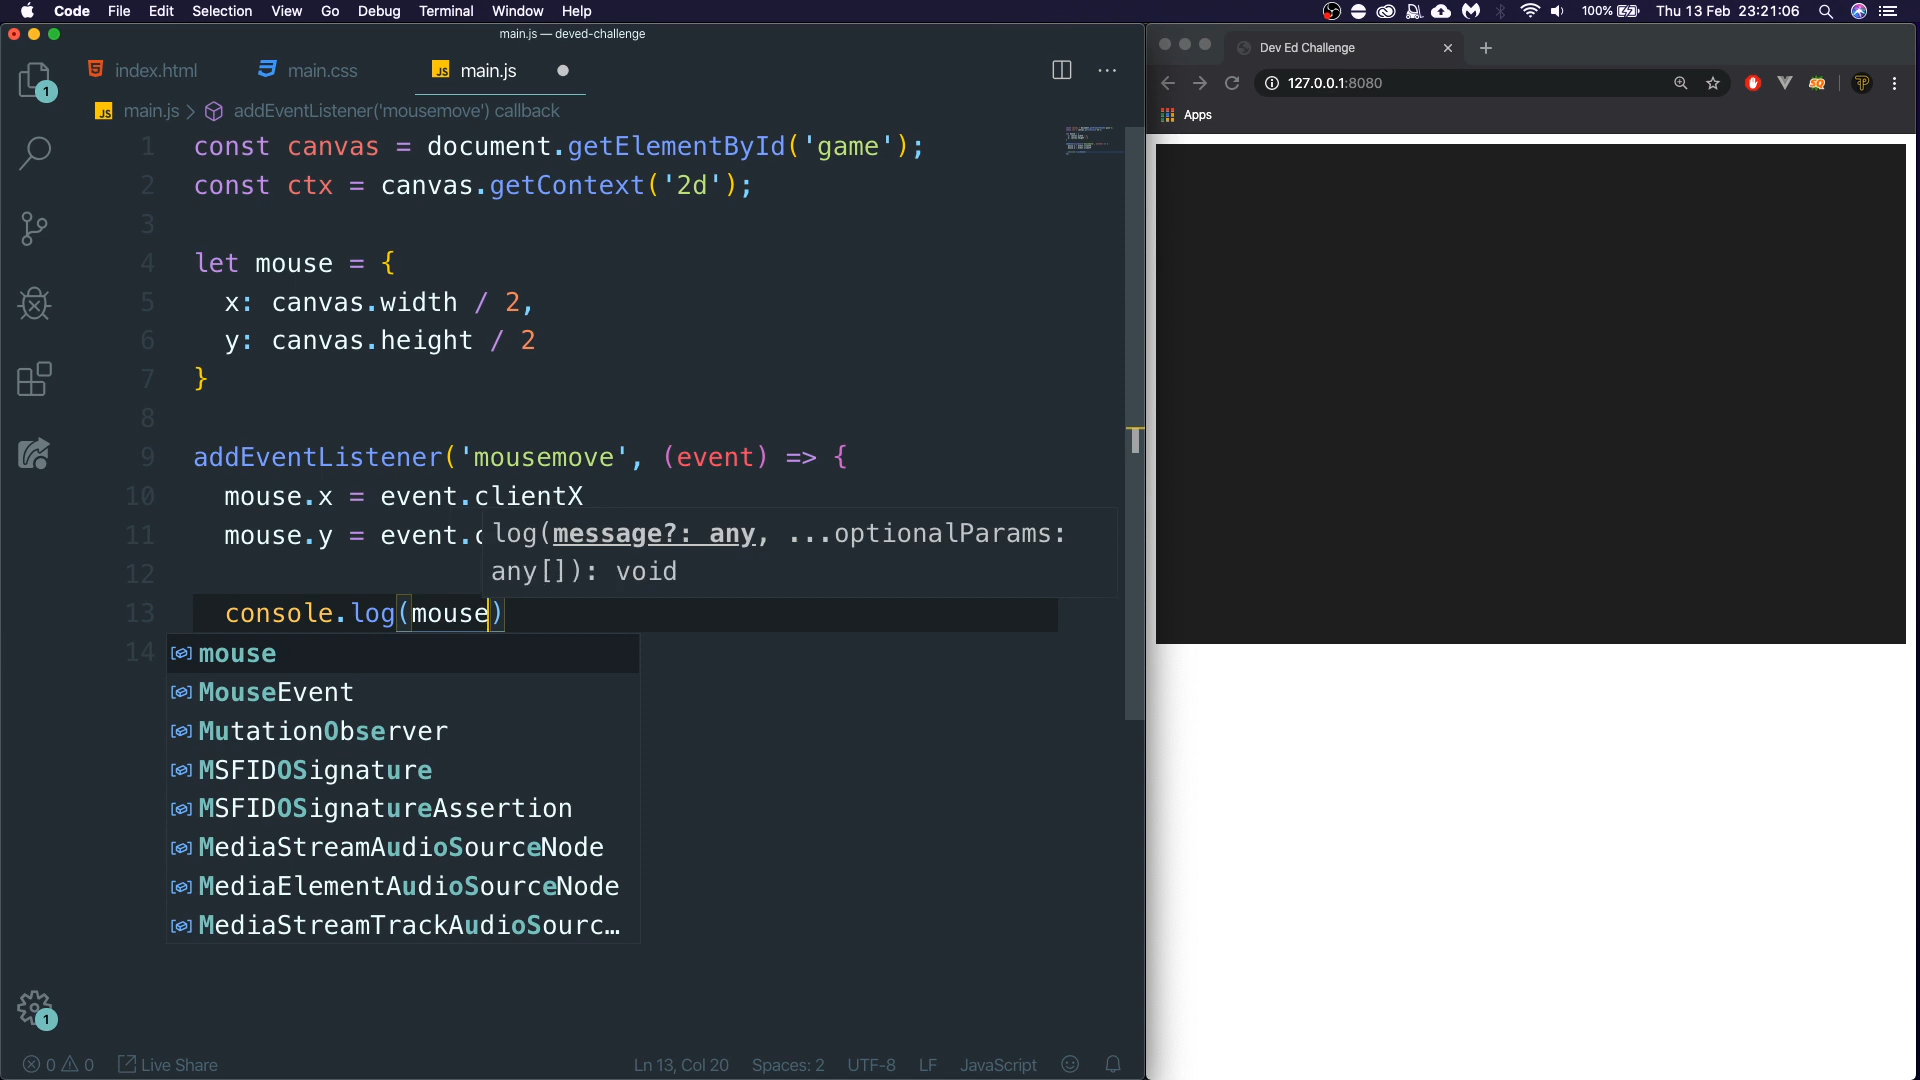 Code File Edit Selection View Go Debug Terminal Window Help 100% Thu 13 Feb 23:21:06
main.js — deved-challenge
index.html main.css JS main.js
JS main.js > addEventListener('mousemove') callback
1 const canvas = document.getElementById('game');
2 const ctx = canvas.getContext('2d');
3
4 let mouse = {
5 x: canvas.width / 2,
6 y: canvas.height / 2
7 }
8
9 addEventListener('mousemove', (event) => {
10 mouse.x = event.clientX
11 mouse.y = event.c
log(message?: any, ...optionalParams:
any[]): void
12
13 console.log(mouse)
14
mouse
MouseEvent
MutationObserver
MSFIDOSignature
MSFIDOSignatureAssertion
MediaStreamAudioSourceNode
MediaElementAudioSourceNode
MediaStreamTrackAudioSourc…
1
1
0 0 Live Share Ln 13, Col 20 Spaces: 2 UTF-8 LF JavaScript
Dev Ed Challenge
127.0.0.1:8080
Apps